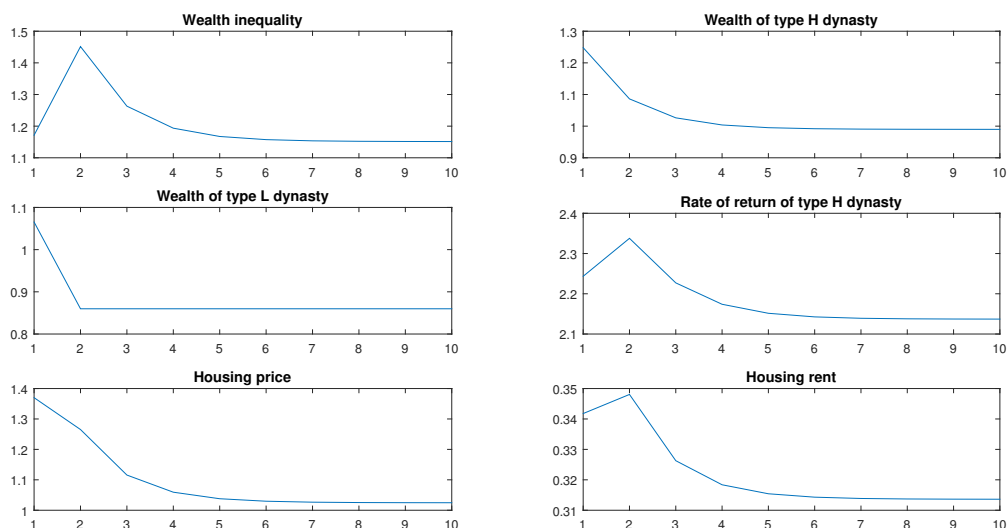 Wealth inequality
1.5
1.4
1.3
1.2
1.1
1 2 3 4 5 6 7 8 9 10
Wealth of type H dynasty
1.3
1.2
1.1
1
0.9
1 2 3 4 5 6 7 8 9 10
Wealth of type L dynasty
1.1
1
0.9
0.8
1 2 3 4 5 6 7 8 9 10
Rate of return of type H dynasty
2.4
2.3
2.2
2.1
1 2 3 4 5 6 7 8 9 10
Housing price
1.4
1.3
1.2
1.1
1
1 2 3 4 5 6 7 8 9 10
Housing rent
0.35
0.34
0.33
0.32
0.31
1 2 3 4 5 6 7 8 9 10